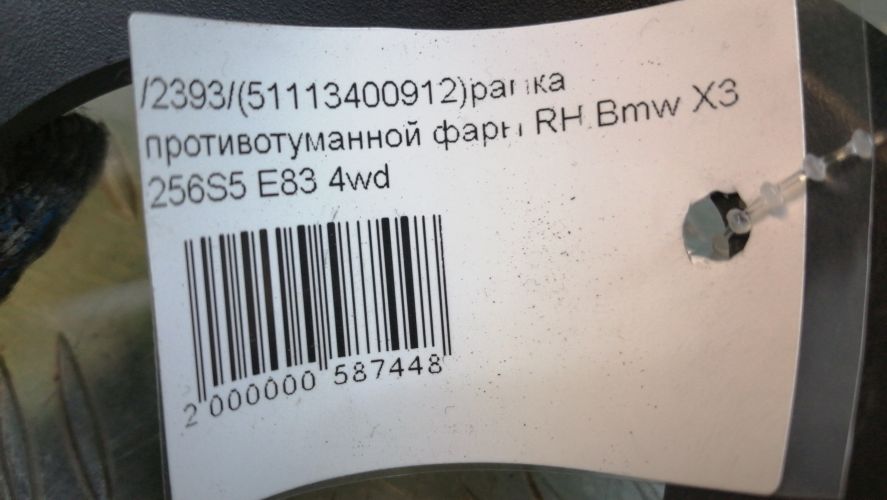 /2393/(51113400912)рамка
противотуманной фары RH Bmw X3
256S5 E83 4wd
2 000000 587448